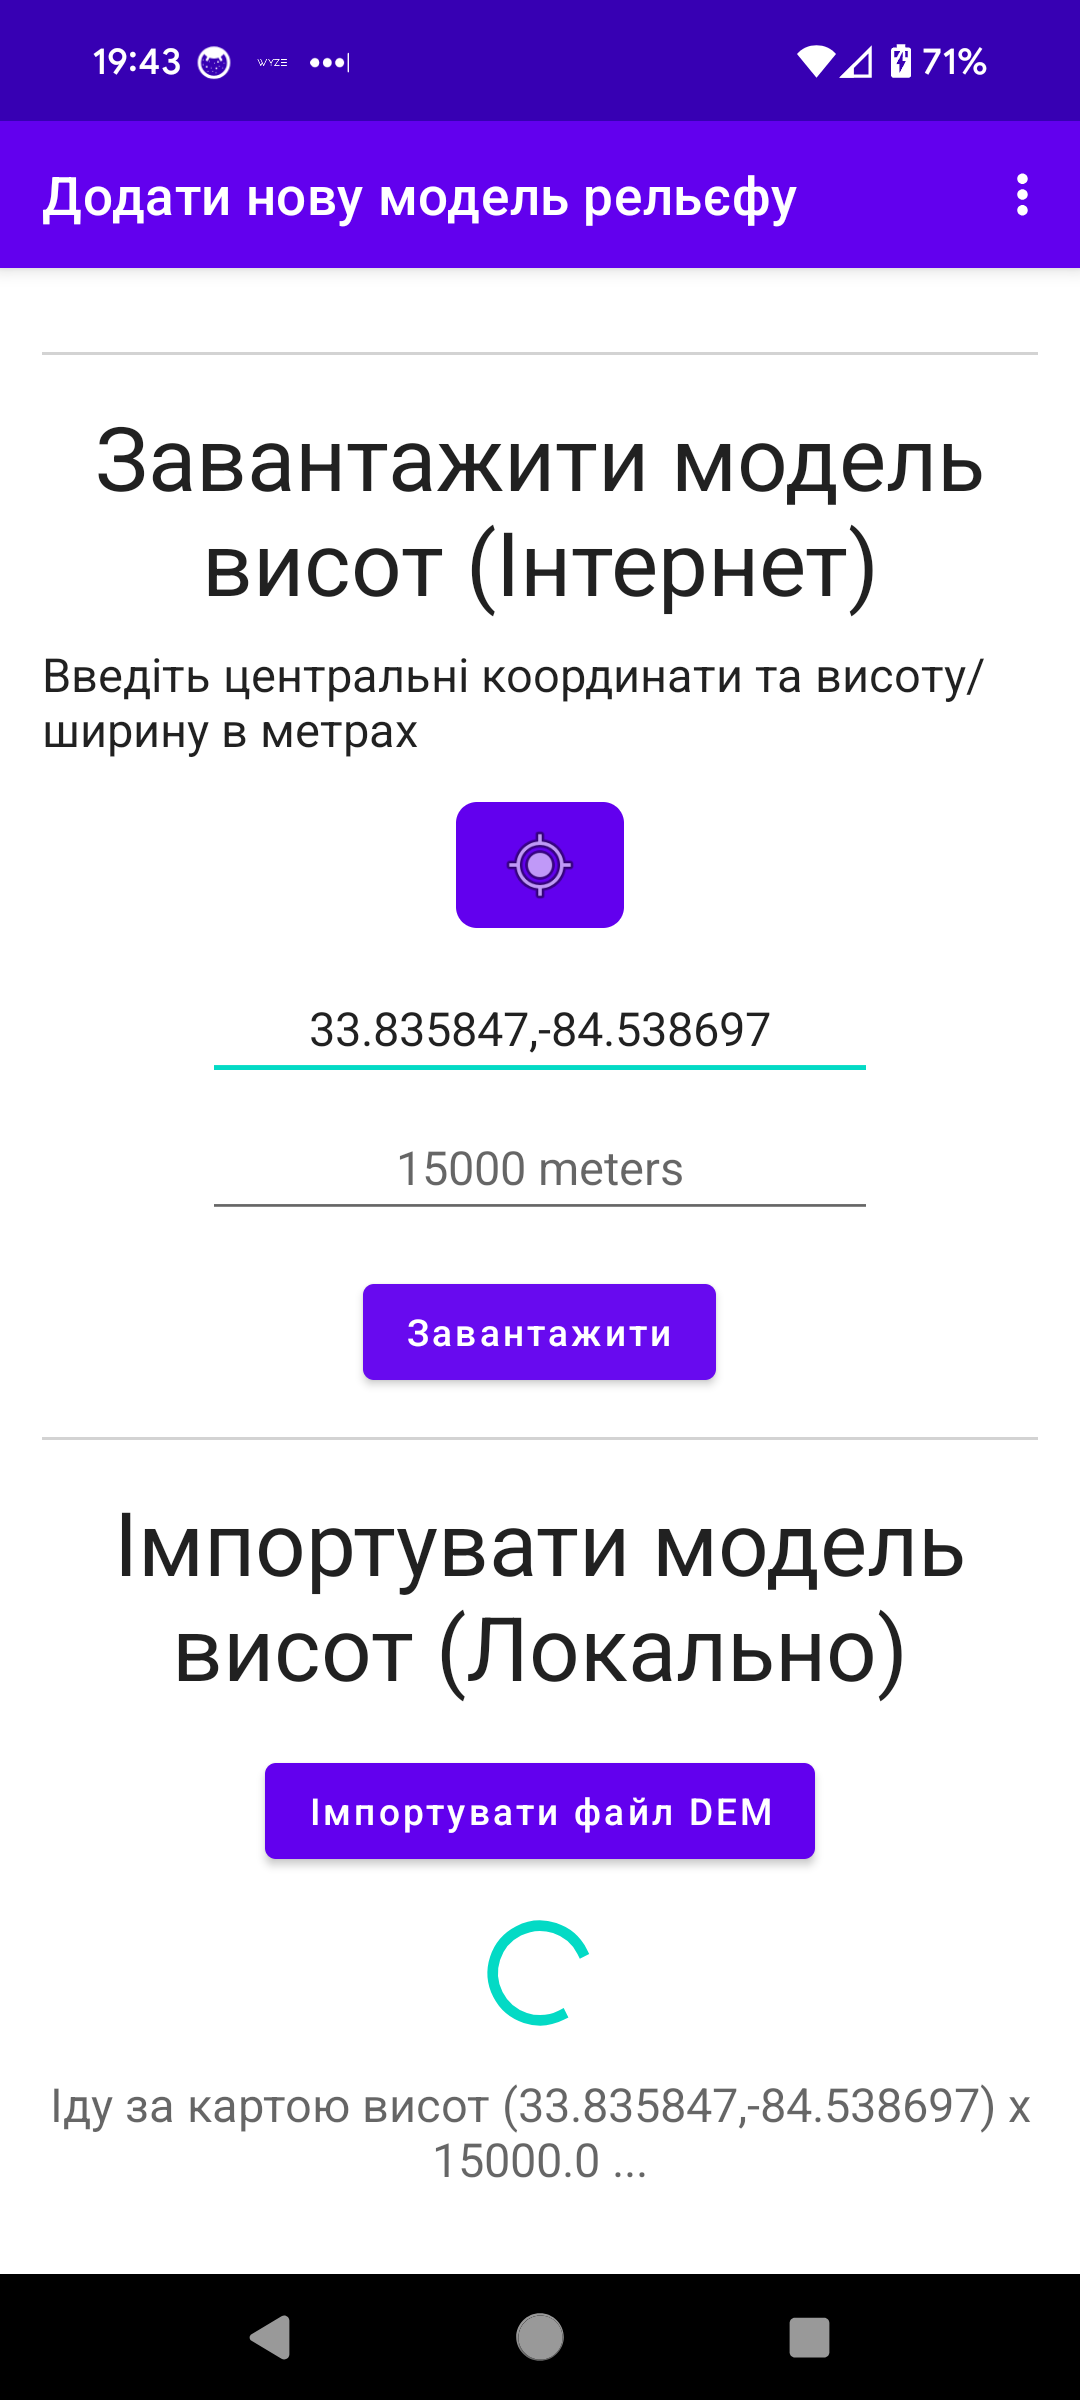 19:43 WYZE 71%
Додати нову модель рельєфу
Завантажити модель
висот (Інтернет)
Введіть центральні координати та висоту/
ширину в метрах
33.835847,-84.538697
15000 meters
Завантажити
Імпортувати модель
висот (Локально)
Імпортувати файл DEM
Іду за картою висот (33.835847,-84.538697) x
15000.0 ...